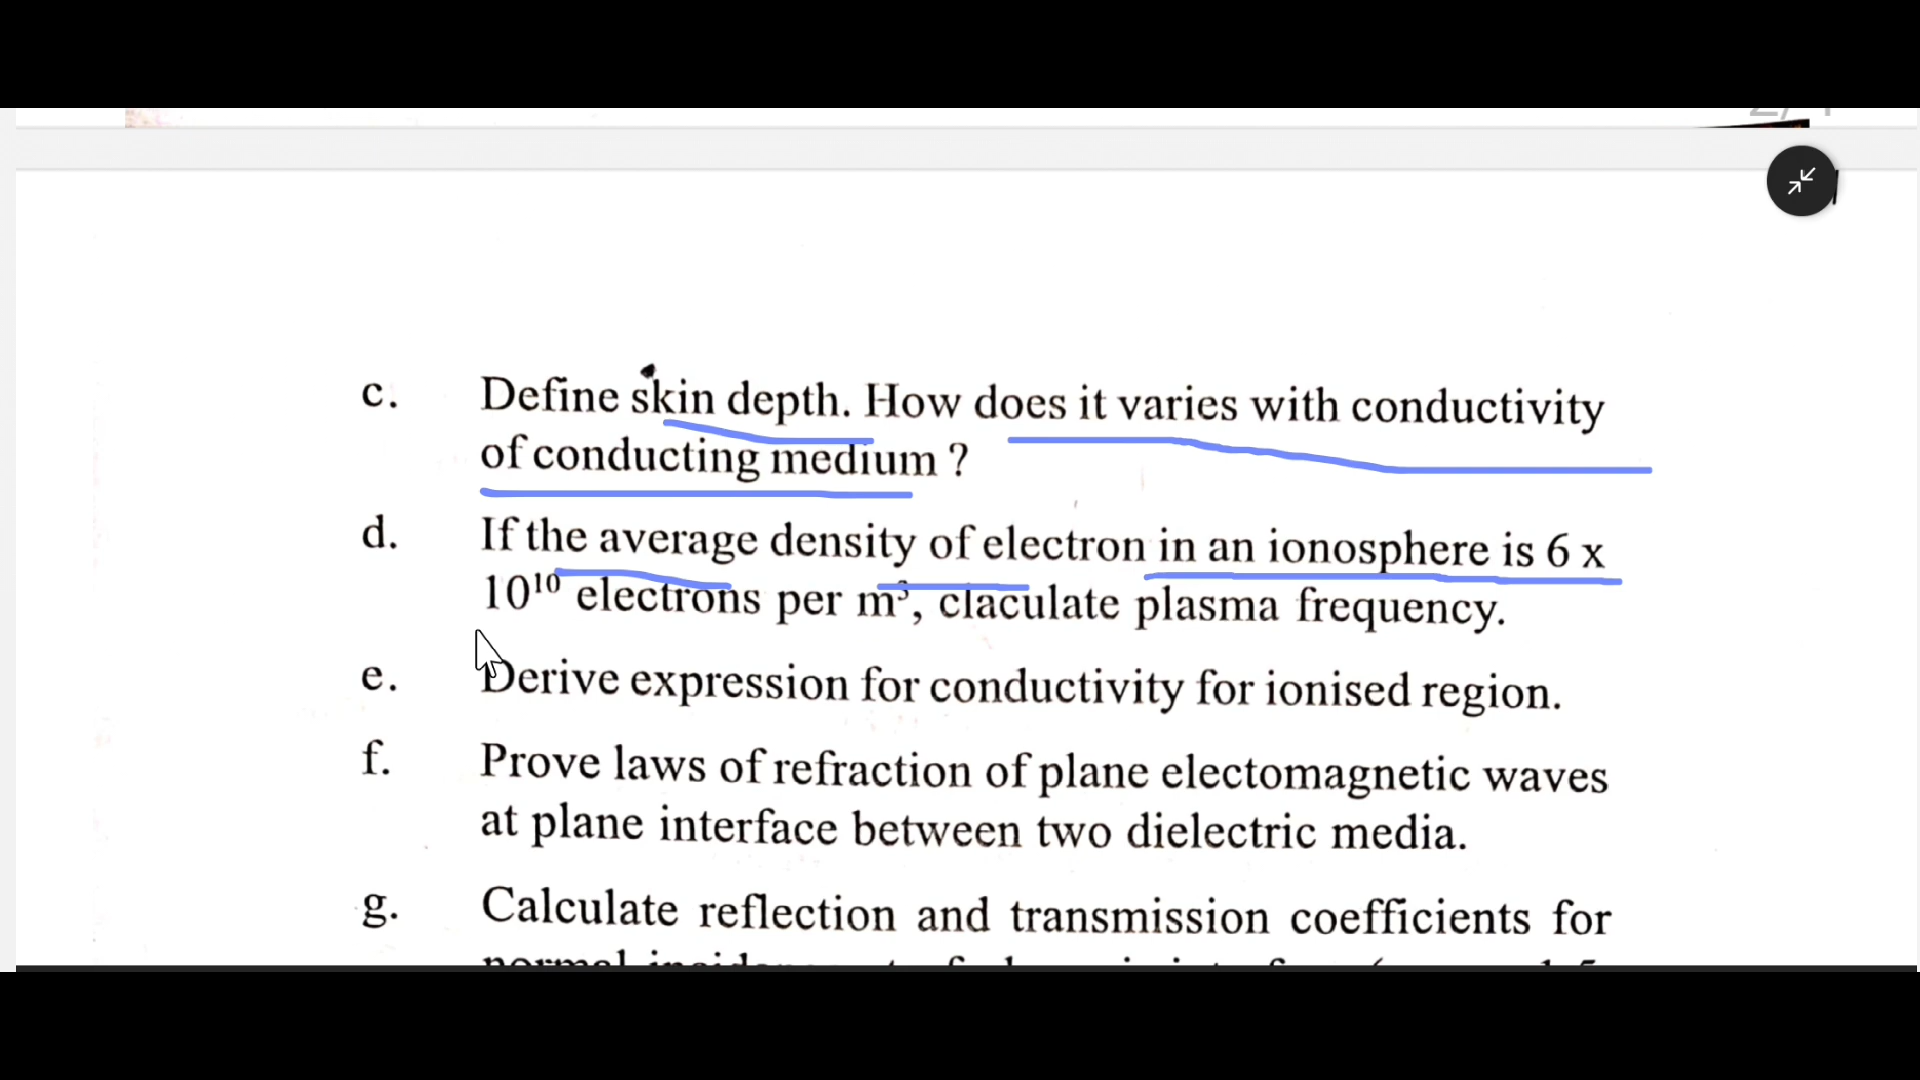 c. Define skin depth. How does it varies with conductivity
of conducting medium ?
d. If the average density of electron in an ionosphere is 6 x
10¹⁰ electrons per m³, claculate plasma frequency.
e. Derive expression for conductivity for ionised region.
f. Prove laws of refraction of plane electomagnetic waves
at plane interface between two dielectric media.
g. Calculate reflection and transmission coefficients for